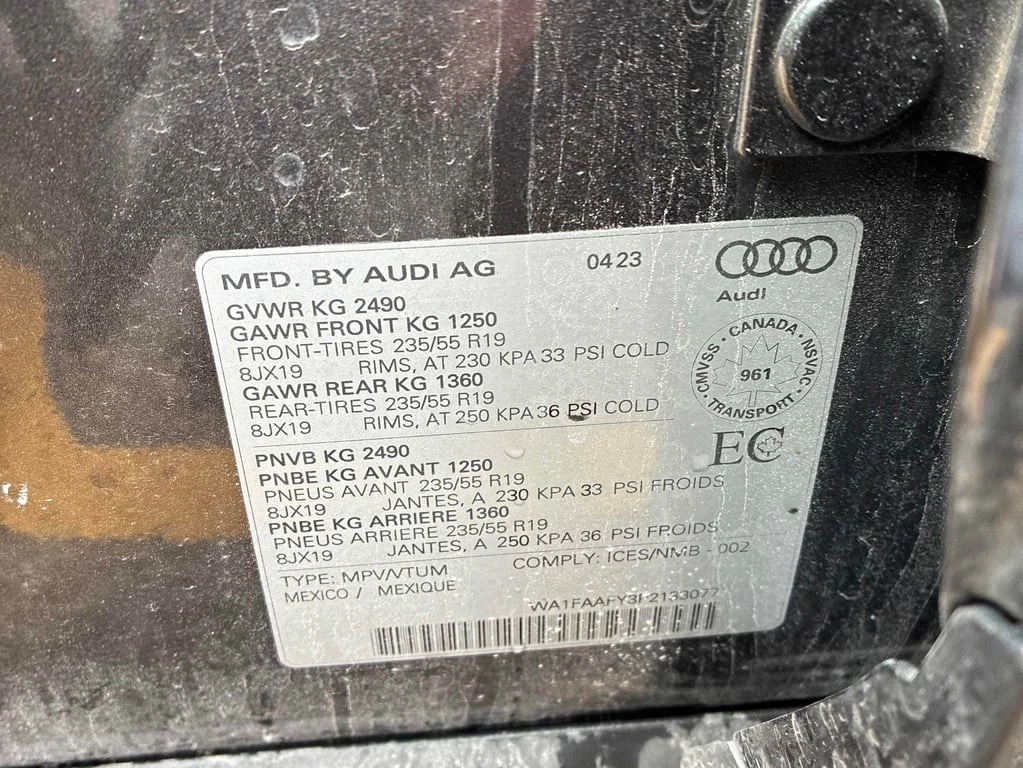 MFD. BY AUDI AG 0423
Audi
GVWR KG 2490
GAWR FRONT KG 1250
FRONT-TIRES 235/55 R19
8JX19 RIMS, AT 230 KPA 33 PSI COLD
GAWR REAR KG 1360
REAR-TIRES 235/55 R19
8JX19 RIMS, AT 250 KPA 36 PSI COLD
CMVSS · CANADA · NSVAC · TRANSPORT ·
961
EC
PNVB KG 2490
PNBE KG AVANT 1250
PNEUS AVANT 235/55 R19
8JX19 JANTES, A 230 KPA 33 PSI FROIDS
PNBE KG ARRIERE 1360
PNEUS ARRIERE 235/55 R19
8JX19 JANTES, A 250 KPA 36 PSI FROIDS
TYPE: MPV/VTUM COMPLY: ICES/NMB - 002
MEXICO / MEXIQUE
WA1FAAFY3P2133077